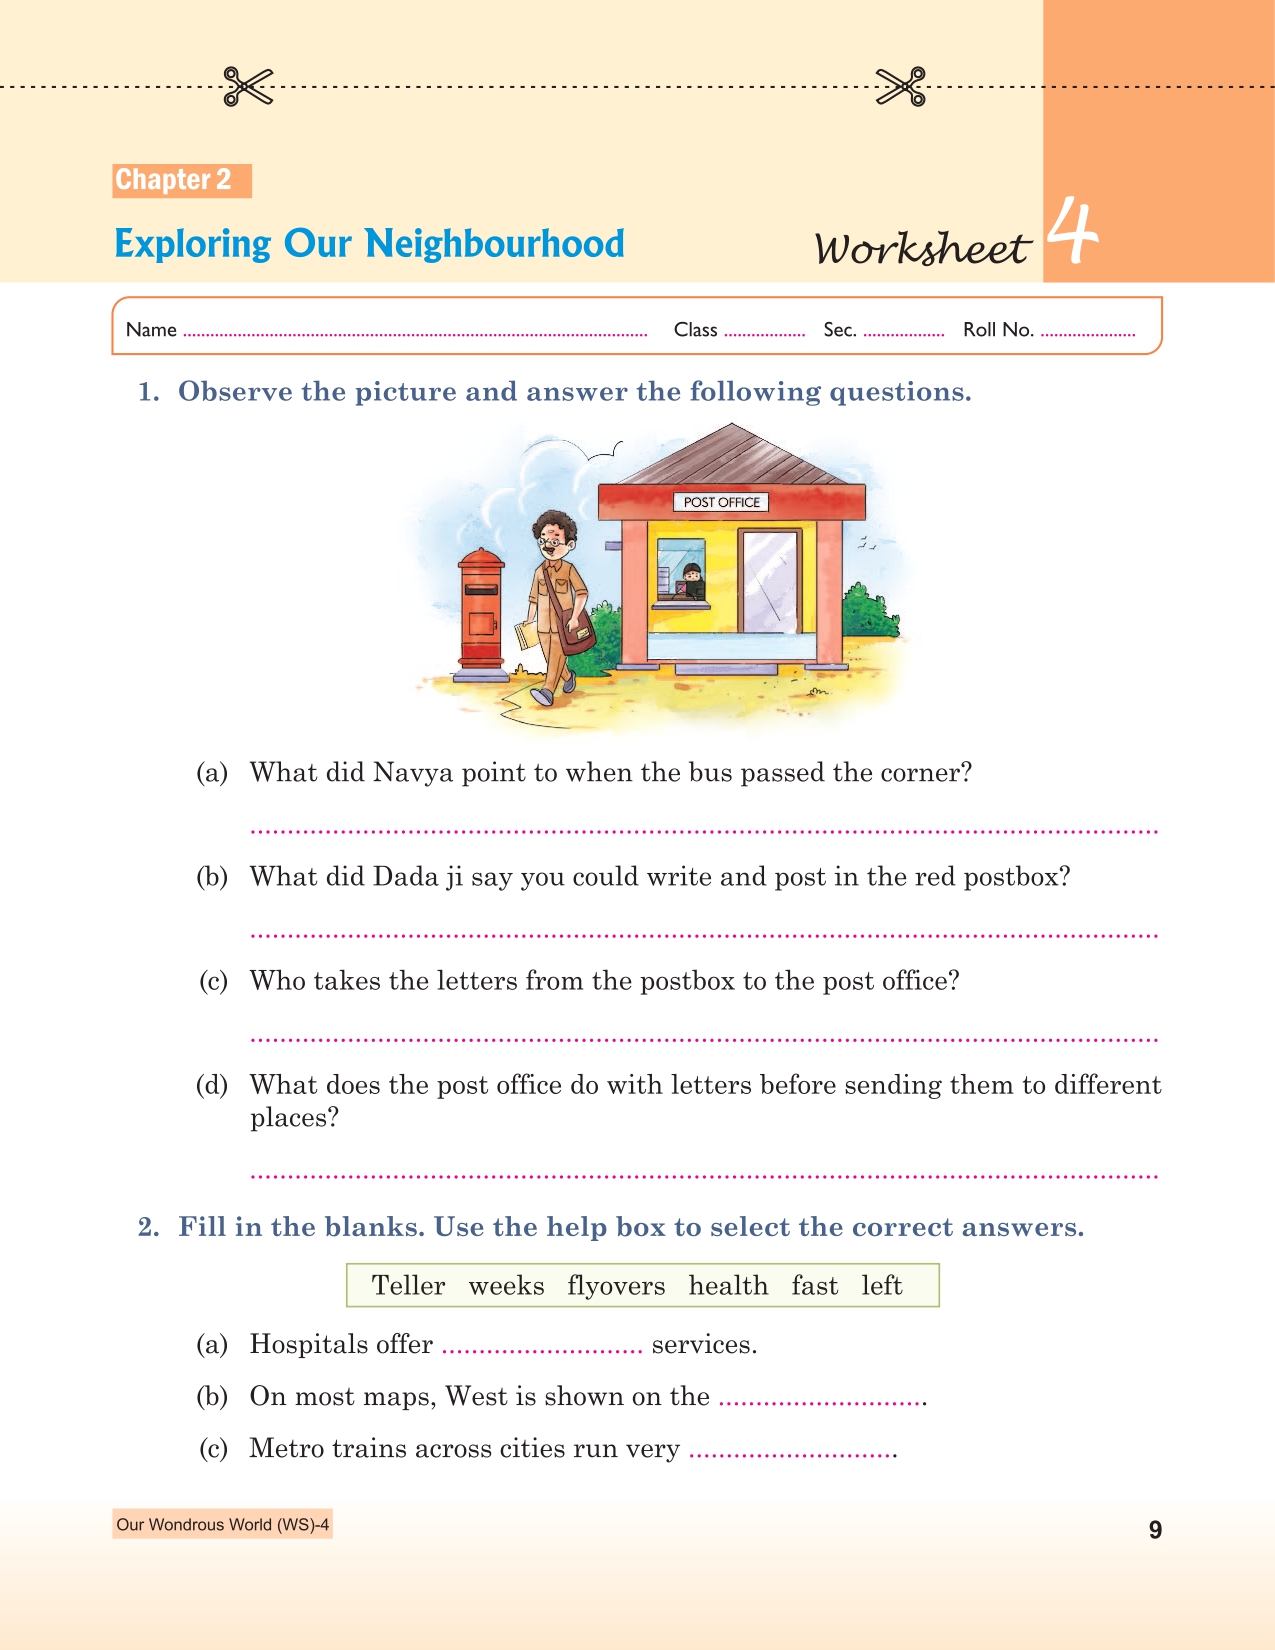 Chapter 2
Exploring Our Neighbourhood
Worksheet 4
Name ................ Class ................ Sec. ................ Roll No. ................
1. Observe the picture and answer the following questions.
POST OFFICE
(a) What did Navya point to when the bus passed the corner?
(b) What did Dada ji say you could write and post in the red postbox?
(c) Who takes the letters from the postbox to the post office?
(d) What does the post office do with letters before sending them to different
places?
2. Fill in the blanks. Use the help box to select the correct answers.
Teller weeks flyovers health fast left
(a) Hospitals offer ................ services.
(b) On most maps, West is shown on the .................
(c) Metro trains across cities run very .................
Our Wondrous World (WS)-4
9